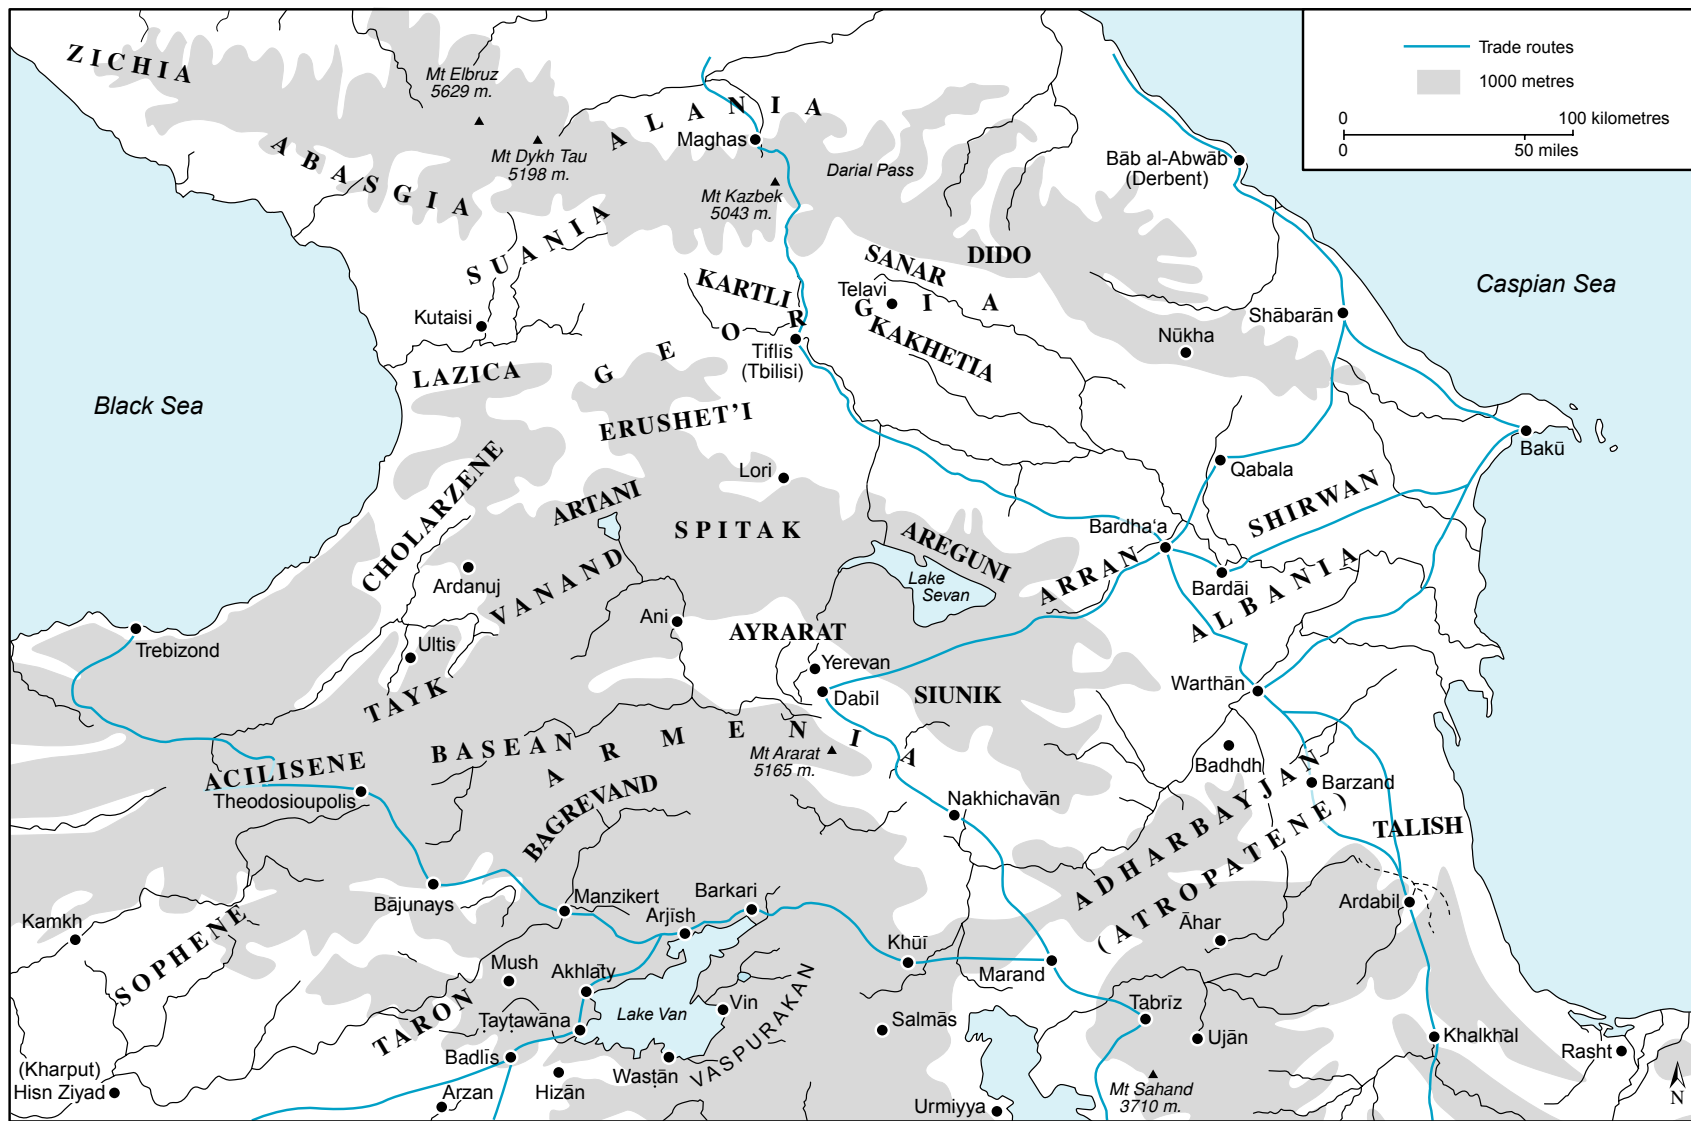 ZICHIA
Mt Elbruz
5629 m.
Mt Dykh Tau
5198 m.
ABASGIA
ALANIA
Maghas
Mt Kazbek
5043 m.
Darial Pass
Bāb al-Abwāb
(Derbent)
Trade routes
1000 metres
0 100 kilometres
0 50 miles
SUANIA
KARTLI
SANAR
DIDO
Telavi
Caspian Sea
Kutaisi
GEORGIA
KAKHETIA
Shābarān
Nūkha
Tiflīs
(Tbilisi)
LAZICA
Black Sea
ERUSHET'I
Bakū
CHOLARZENE
Lori
Qabala
ARTANI
SHIRWAN
SPITAK
Bardha‘a
AREGUNI
Lake
Sevan
ARRAN
Bardāi
ALBANIA
Ardanuj
VANAND
Ani
AYRARAT
Trebizond
Ultis
Yerevan
Dabīl
SIUNIK
Warthān
TAYK
BASEAN
ARMENIA
Mt Ararat
5165 m.
Badhdh
ACILISENE
Theodosioupolis
BAGREVAND
Nakhichavān
Barzand
ADHARBAYJAN
(ATROPATENE)
TALISH
Bājunays
Manzikert
Barkari
Arjīsh
Ardabil
Kamkh
SOPHENE
Āhar
Khūī
Marand
Mush
Akhlāṭy
TARON
Lake Van
Vin
VASPURAKAN
Tabrīz
Salmās
Ujān
Taytawāna
Khalkhāl
Badlīs
Wasṭān
Rasht
(Kharput)
Hisn Ziyad
Arzan
Hizān
Urmiyya
Mt Sahand
3710 m.
N